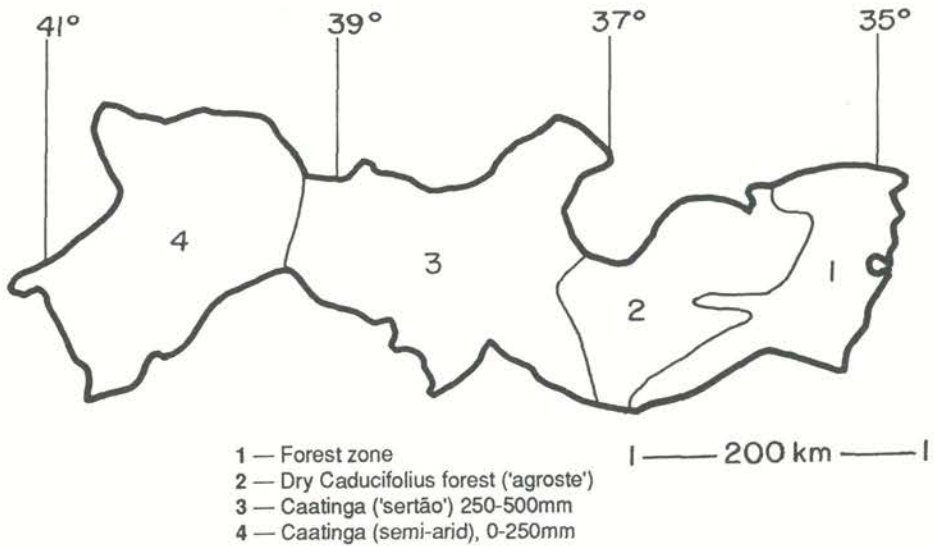 41° 39° 37° 35°
4
3
2
1
1 — Forest zone
2 — Dry Caducifolius forest ('agroste')
3 — Caatinga ('sertão') 250-500mm
4 — Caatinga (semi-arid), 0-250mm
200 km